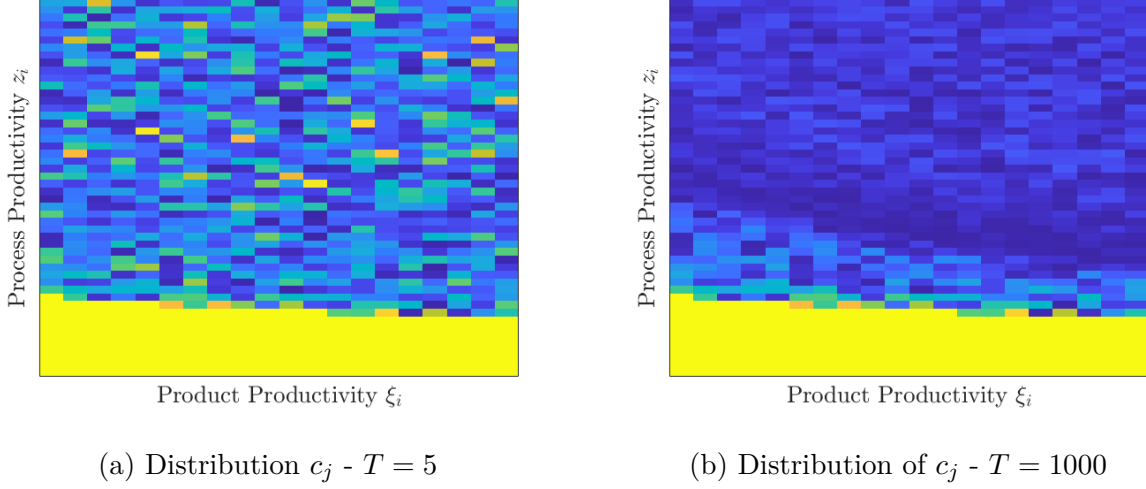 Process Productivity z_i
Product Productivity ξ_i
(a) Distribution c_j - T = 5
Process Productivity z_i
Product Productivity ξ_i
(b) Distribution of c_j - T = 1000